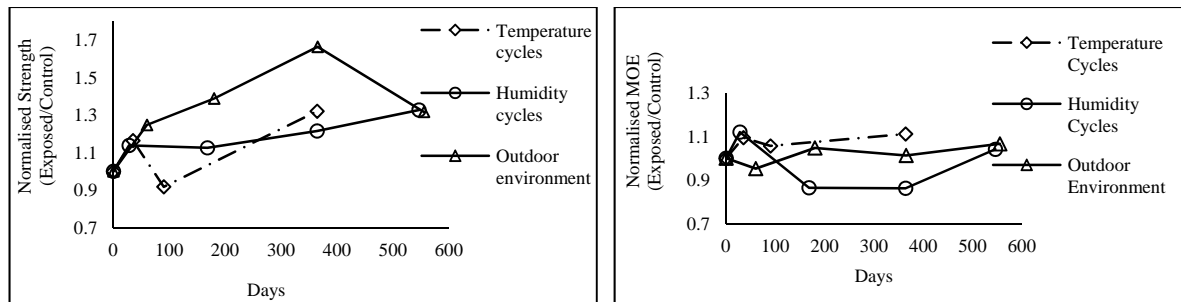 Normalised Strength
(Exposed/Control)
1.7
1.5
1.3
1.1
0.9
0.7
0 100 200 300 400 500 600
Days
Temperature
cycles
Humidity
cycles
Outdoor
environment
Normalised MOE
(Exposed/Control)
1.3
1.1
0.9
0.7
0 100 200 300 400 500 600
Days
Temperature
Cycles
Humidity
Cycles
Outdoor
Environment